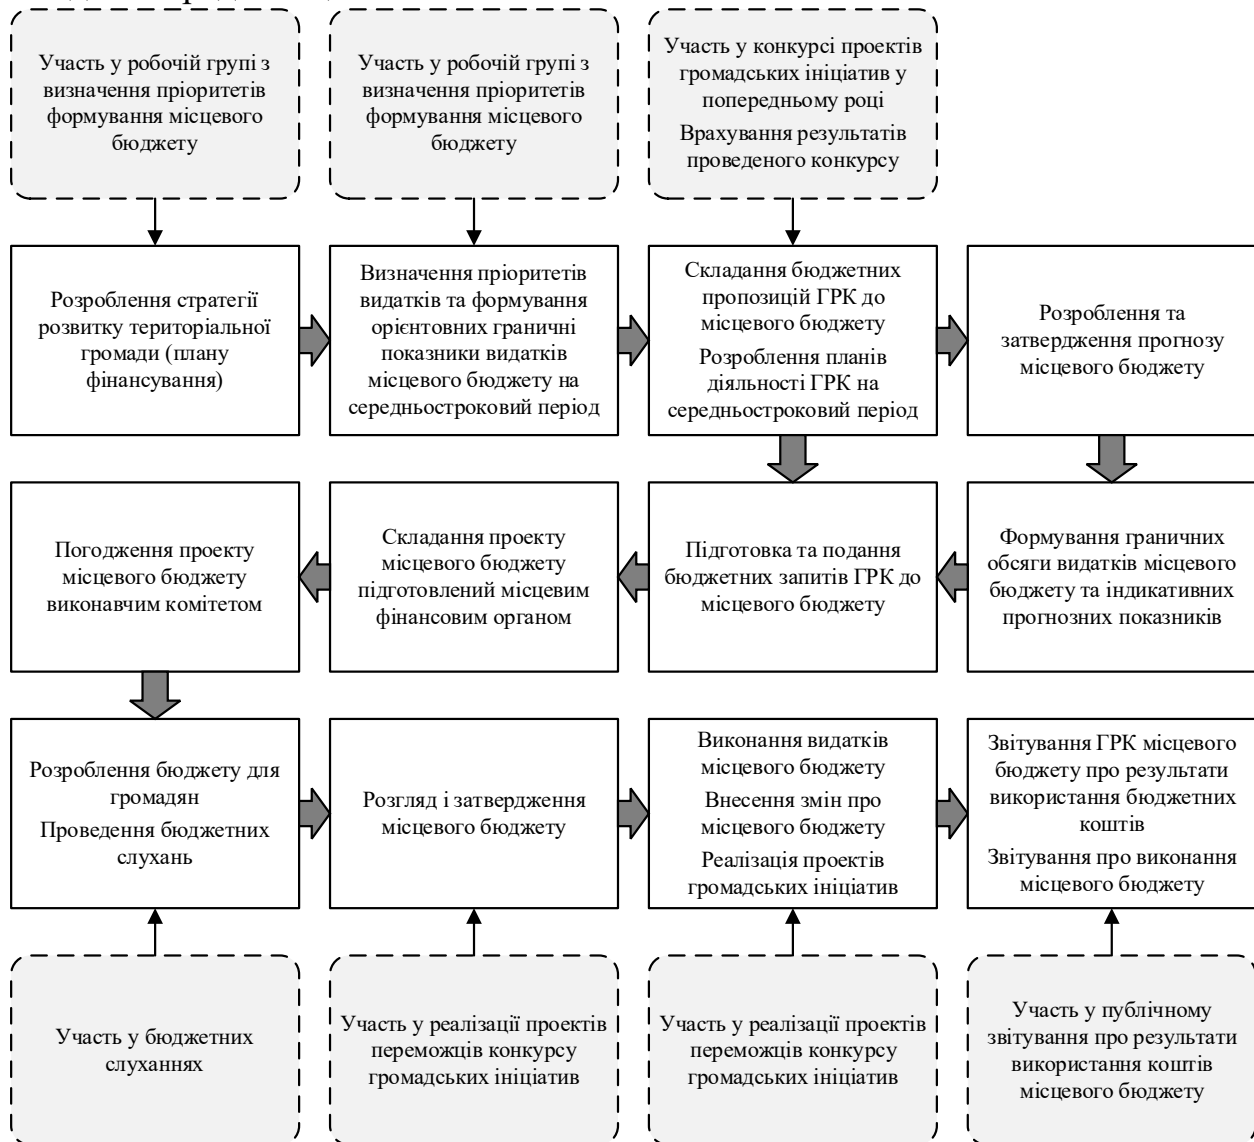 Участь у робочій групі з
визначення пріоритетів
формування місцевого
бюджету
Участь у робочій групі з
визначення пріоритетів
формування місцевого
бюджету
Участь у конкурсі проектів
громадських ініціатив у
попередньому році
Врахування результатів
проведеного конкурсу
Розроблення стратегії
розвитку територіальної
громади (плану
фінансування)
Визначення пріоритетів
видатків та формування
орієнтовних граничні
показники видатків
місцевого бюджету на
середньостроковий період
Складання бюджетних
пропозицій ГРК до
місцевого бюджету
Розроблення планів
діяльності ГРК на
середньостроковий період
Розроблення та
затвердження прогнозу
місцевого бюджету
Погодження проекту
місцевого бюджету
виконавчим комітетом
Складання проекту
місцевого бюджету
підготовлений місцевим
фінансовим органом
Підготовка та подання
бюджетних запитів ГРК до
місцевого бюджету
Формування граничних
обсяги видатків місцевого
бюджету та індикативних
прогнозних показників
Розроблення бюджету для
громадян
Проведення бюджетних
слухань
Розгляд і затвердження
місцевого бюджету
Виконання видатків
місцевого бюджету
Внесення змін про
місцевого бюджету
Реалізація проектів
громадських ініціатив
Звітування ГРК місцевого
бюджету про результати
використання бюджетних
коштів
Звітування про виконання
місцевого бюджету
Участь у бюджетних
слуханнях
Участь у реалізації проектів
переможців конкурсу
громадських ініціатив
Участь у реалізації проектів
переможців конкурсу
громадських ініціатив
Участь у публічному
звітування про результати
використання коштів
місцевого бюджету